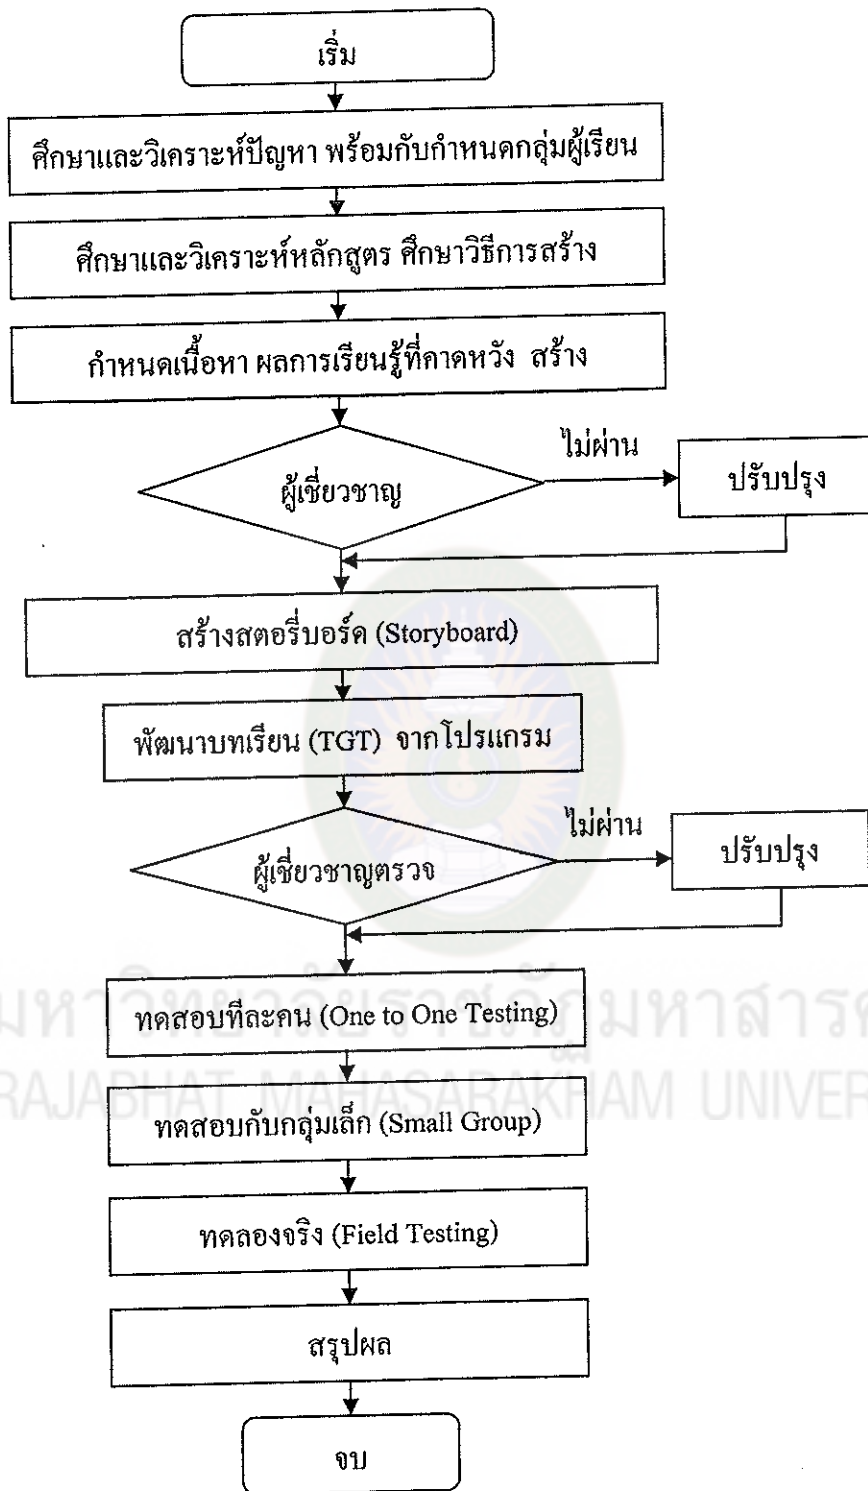 เริ่ม
ศึกษาและวิเคราะห์ปัญหา พร้อมกับกำหนดกลุ่มผู้เรียน
ศึกษาและวิเคราะห์หลักสูตร ศึกษาวิธีการสร้าง
กำหนดเนื้อหา ผลการเรียนรู้ที่คาดหวัง สร้าง
ไม่ผ่าน
ผู้เชี่ยวชาญ
ปรับปรุง
สร้างสตอรี่บอร์ค (Storyboard)
พัฒนาบทเรียน (TGT) จากโปรแกรม
ไม่ผ่าน
ผู้เชี่ยวชาญตรวจ
ปรับปรุง
มหาวิทยาลัยราชภัฏมหาสารค
ทดสอบทีละคน (One to One Testing)
RAJABHAT MAHASARAKHAM UNIVER
ทดสอบกับกลุ่มเล็ก (Small Group)
ทดลองจริง (Field Testing)
สรุปผล
จบ